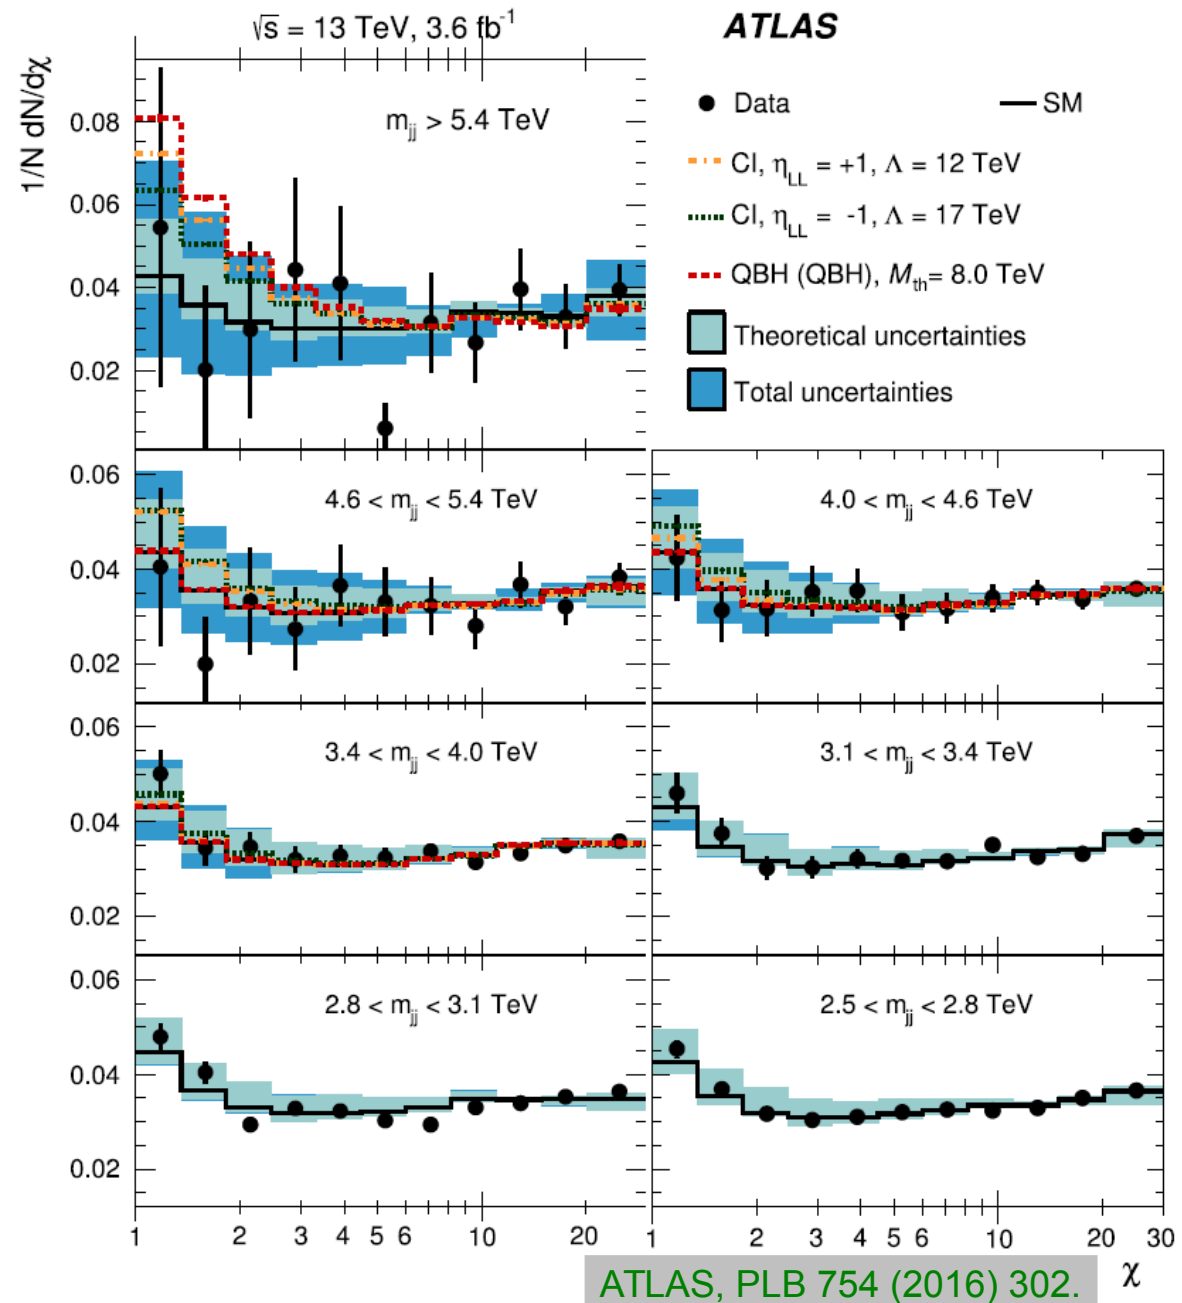 √s = 13 TeV, 3.6 fb⁻¹
ATLAS
1/N dN/dχ
m_jj > 5.4 TeV
Data
SM
CI, η_LL = +1, Λ = 12 TeV
CI, η_LL = -1, Λ = 17 TeV
QBH (QBH), M_th= 8.0 TeV
Theoretical uncertainties
Total uncertainties
0.08
0.06
0.04
0.02
4.6 < m_jj < 5.4 TeV
4.0 < m_jj < 4.6 TeV
0.06
0.04
0.02
3.4 < m_jj < 4.0 TeV
3.1 < m_jj < 3.4 TeV
0.06
0.04
0.02
2.8 < m_jj < 3.1 TeV
2.5 < m_jj < 2.8 TeV
0.06
0.04
0.02
1 2 3 4 5 6 10 20 1 2 3 4 5 6 10 20 30
χ
ATLAS, PLB 754 (2016) 302.